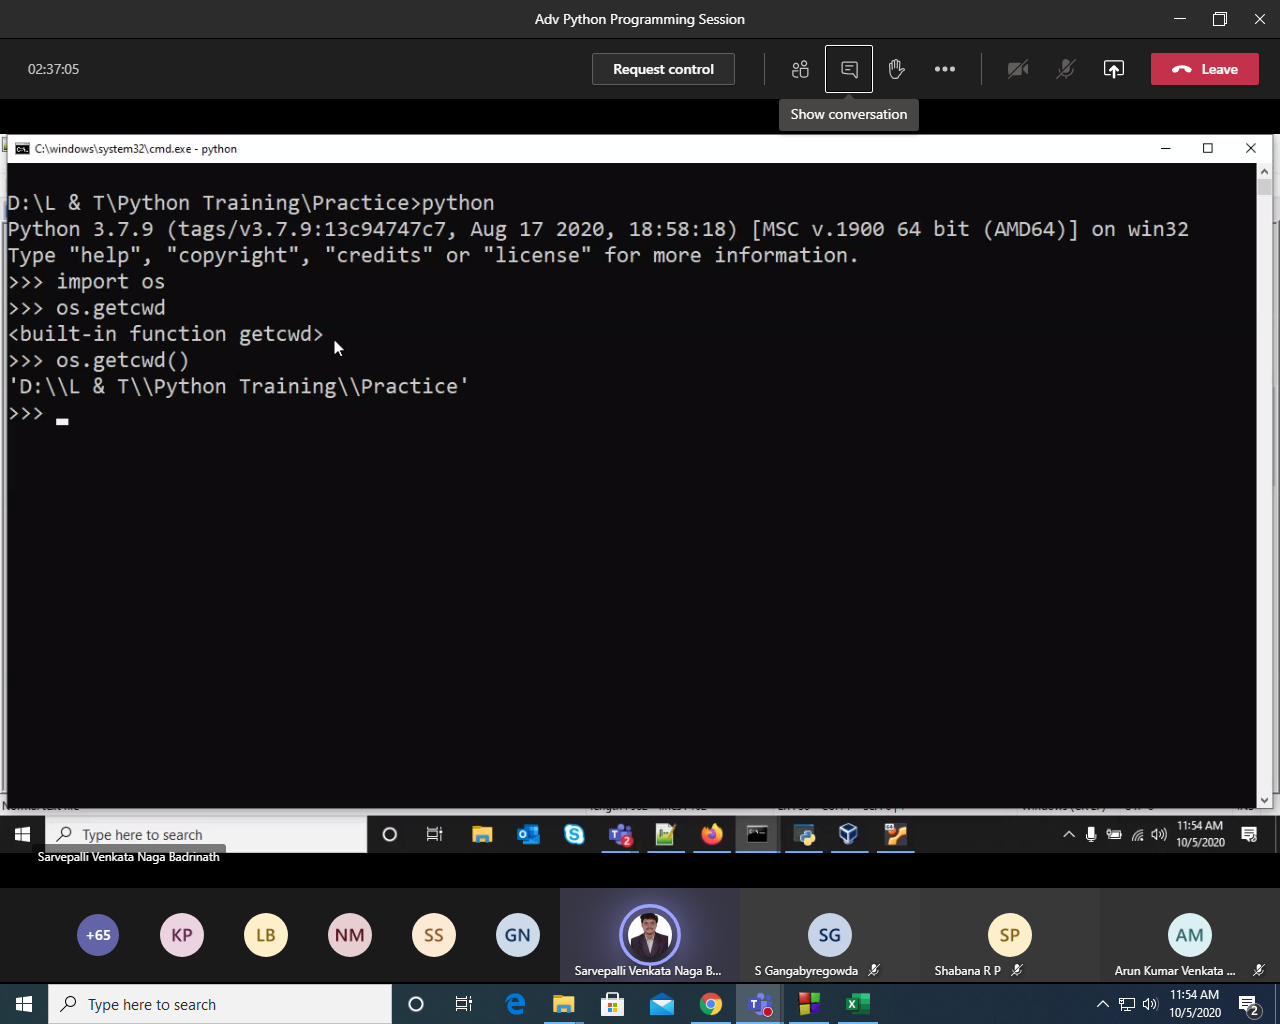 Adv Python Programming Session
02:37:05
Request control
Leave
Show conversation
C:\windows\system32\cmd.exe - python
D:\L & T\Python Training\Practice>python
Python 3.7.9 (tags/v3.7.9:13c94747c7, Aug 17 2020, 18:58:18) [MSC v.1900 64 bit (AMD64)] on win32
Type "help", "copyright", "credits" or "license" for more information.
>>> import os
>>> os.getcwd
<built-in function getcwd>
>>> os.getcwd()
'D:\\L & T\\Python Training\\Practice'
>>>
Type here to search
2
11:54 AM
10/5/2020
Sarvepalli Venkata Naga Badrinath
+65
KP
LB
NM
SS
GN
Sarvepalli Venkata Naga B...
SG
S Gangabyregowda
SP
Shabana R P
AM
Arun Kumar Venkata ...
Type here to search
11:54 AM
10/5/2020
2